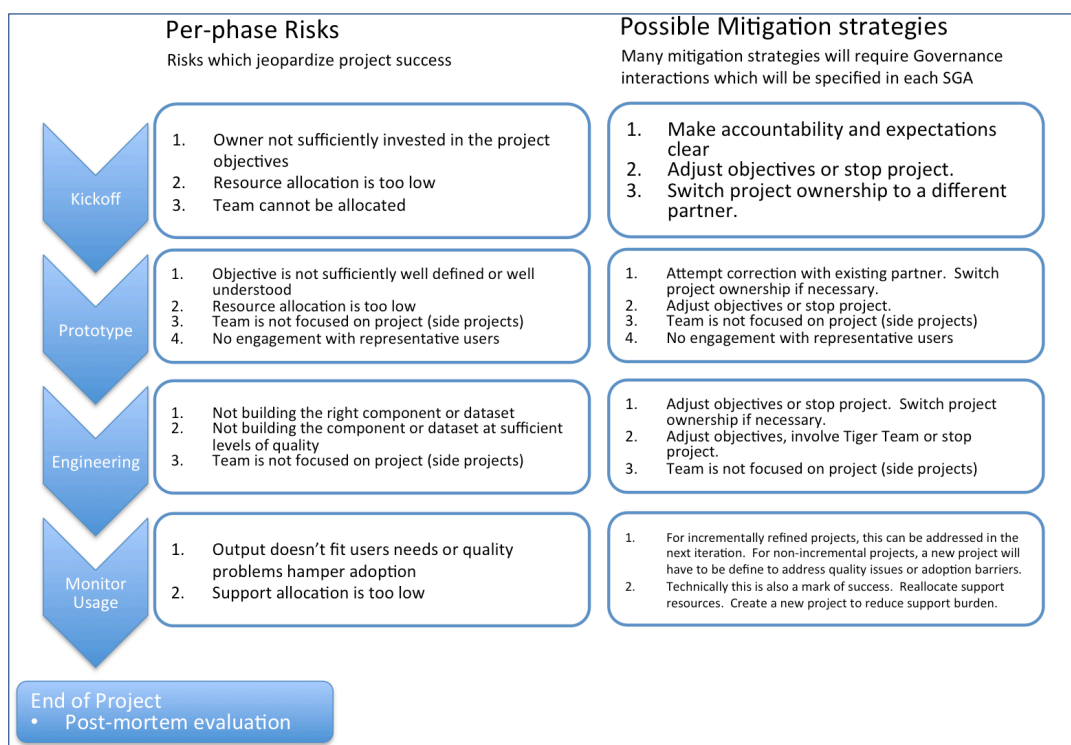 Per-phase Risks
Risks which jeopardize project success
Possible Mitigation strategies
Many mitigation strategies will require Governance
interactions which will be specified in each SGA
Kickoff
1. Owner not sufficiently invested in the project
objectives
2. Resource allocation is too low
3. Team cannot be allocated
1. Make accountability and expectations
clear
2. Adjust objectives or stop project.
3. Switch project ownership to a different
partner.
Prototype
1. Objective is not sufficiently well defined or well
understood
2. Resource allocation is too low
3. Team is not focused on project (side projects)
4. No engagement with representative users
1. Attempt correction with existing partner. Switch
project ownership if necessary.
2. Adjust objectives or stop project.
3. Team is not focused on project (side projects)
4. No engagement with representative users
Engineering
1. Not building the right component or dataset
2. Not building the component or dataset at sufficient
levels of quality
3. Team is not focused on project (side projects)
1. Adjust objectives or stop project. Switch project
ownership if necessary.
2. Adjust objectives, involve Tiger Team or stop
project.
3. Team is not focused on project (side projects)
Monitor
Usage
1. Output doesn't fit users needs or quality
problems hamper adoption
2. Support allocation is too low
1. For incrementally refined projects, this can be addressed in the
next iteration. For non-incremental projects, a new project will
have to be define to address quality issues or adoption barriers.
2. Technically this is also a mark of success. Reallocate support
resources. Create a new project to reduce support burden.
End of Project
• Post-mortem evaluation